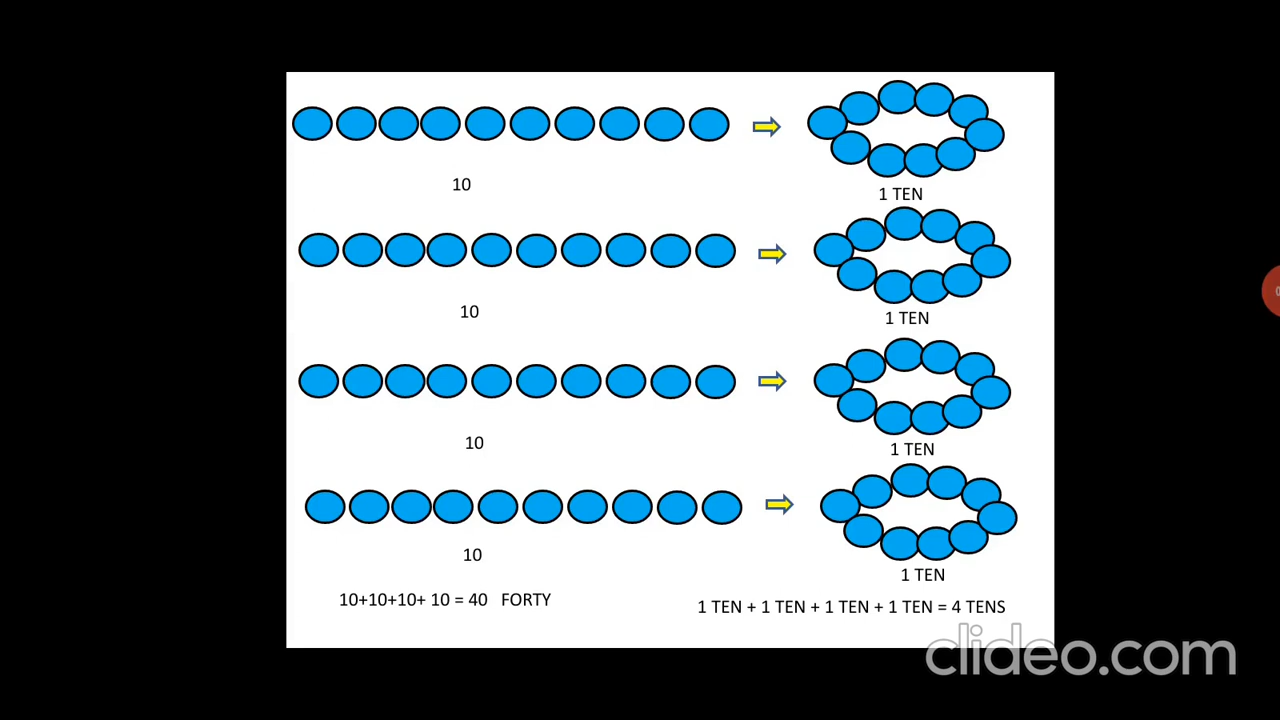 10
1 TEN
10
1 TEN
10
1 TEN
10
1 TEN
10+10+10+ 10 = 40 FORTY
1 TEN + 1 TEN + 1 TEN + 1 TEN = 4 TENS
clideo.com